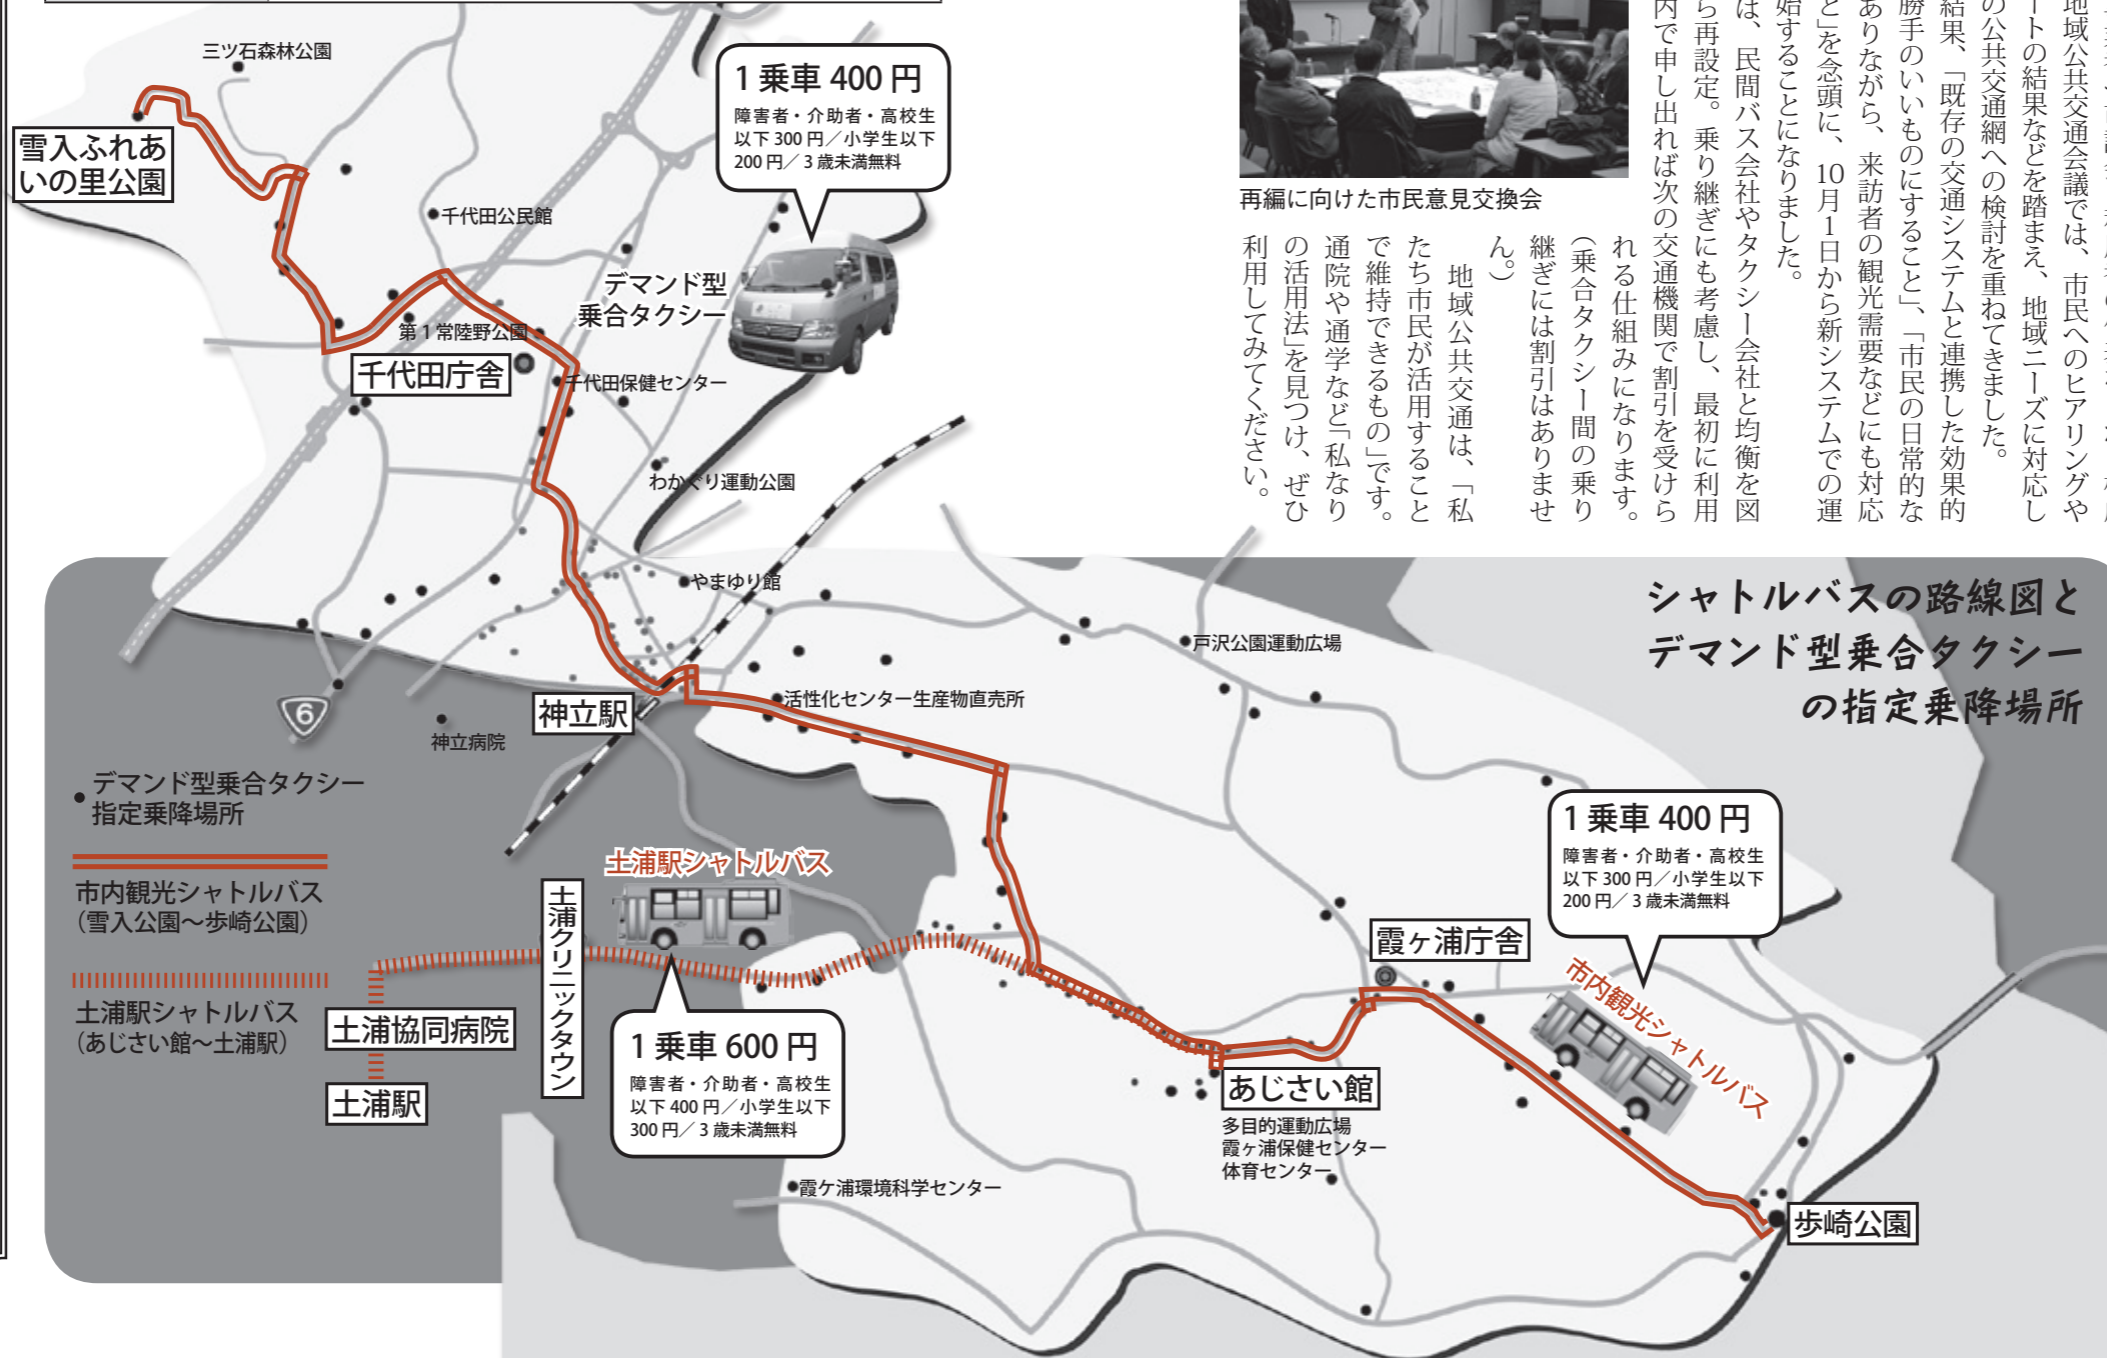 地域公共交通会議では、市民へのヒアリングや
ートの結果などを踏まえ、地域ニーズに対応し
の公共交通網への検討を重ねてきました。
結果、「既存の交通システムと連携した効果的
勝手のいいものにすること」、「市民の日常的な
ありながら、来訪者の観光需要などにも対応
と」を念頭に、10月1日から新システムでの運
始することになりました。
は、民間バス会社やタクシー会社と均衡を図
ら再設定。乗り継ぎにも考慮し、最初に利用
内で申し出れば次の交通機関で割引を受けら
れる仕組みになります。
(乗合タクシー間の乗り
継ぎには割引はありませ
ん。)
地域公共交通は、「私
たち市民が活用すること
で維持できるもの」です。
通院や通学など「私なり
の活用法」を見つけ、ぜひ
利用してみてください。
再編に向けた市民意見交換会
シャトルバスの路線図と
デマンド型乗合タクシー
の指定乗降場所
三ツ石森林公園
雪入ふれあ
いの里公園
1乗車 400 円
障害者・介助者・高校生
以下 300 円／小学生以下
200 円／ 3 歳未満無料
千代田公民館
デマンド型
乗合タクシー
第1常陸野公園
千代田庁舎
千代田保健センター
わかぐり運動公園
やまゆり館
戸沢公園運動広場
6
神立駅
神立病院
活性化センター生産物直売所
デマンド型乗合タクシー
指定乗降場所
市内観光シャトルバス
（雪入公園～歩崎公園）
土浦駅シャトルバス
（あじさい館～土浦駅）
土浦駅シャトルバス
土浦クリニックタウン
土浦協同病院
土浦駅
1乗車 600 円
障害者・介助者・高校生
以下 400 円／小学生以下
300 円／ 3 歳未満無料
1乗車 400 円
障害者・介助者・高校生
以下 300 円／小学生以下
200 円／ 3 歳未満無料
霞ヶ浦庁舎
市内観光シャトルバス
あじさい館
多目的運動広場
霞ヶ浦保健センター
体育センター
霞ケ浦環境科学センター
歩崎公園